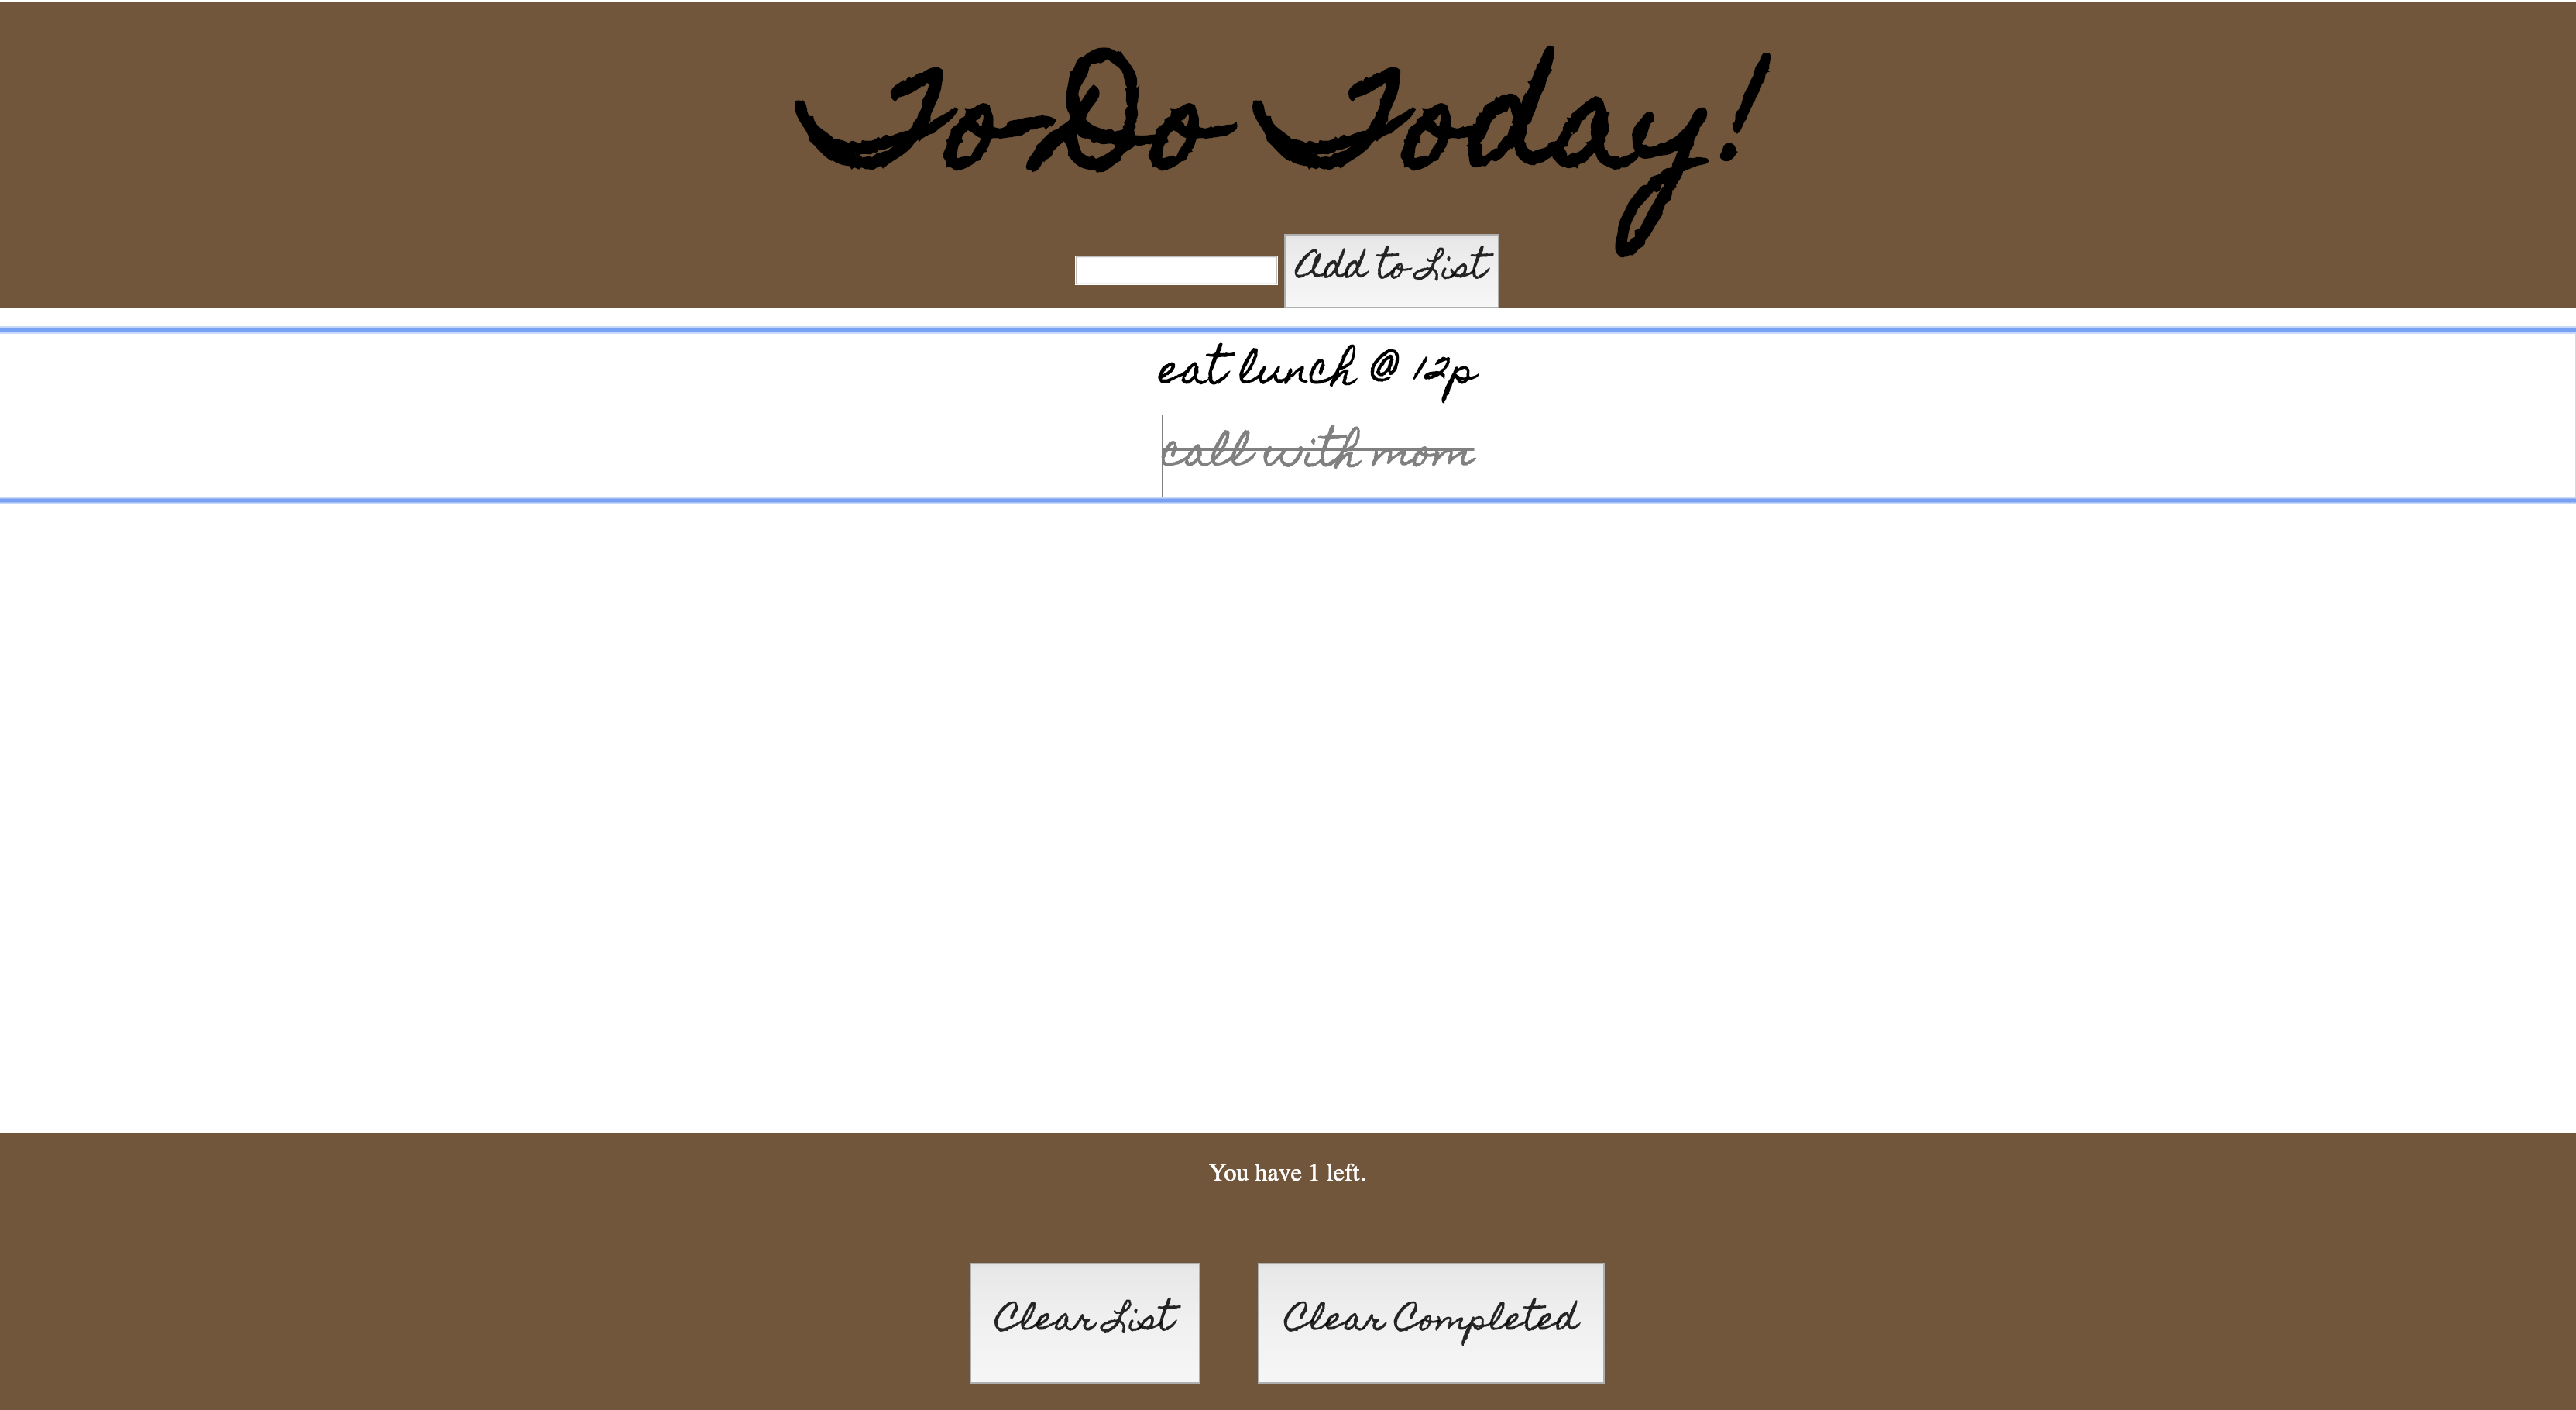 To Do Today!
Add to List
eat lunch @ 12p
call with mom
You have 1 left.
Clear List
Clear Completed